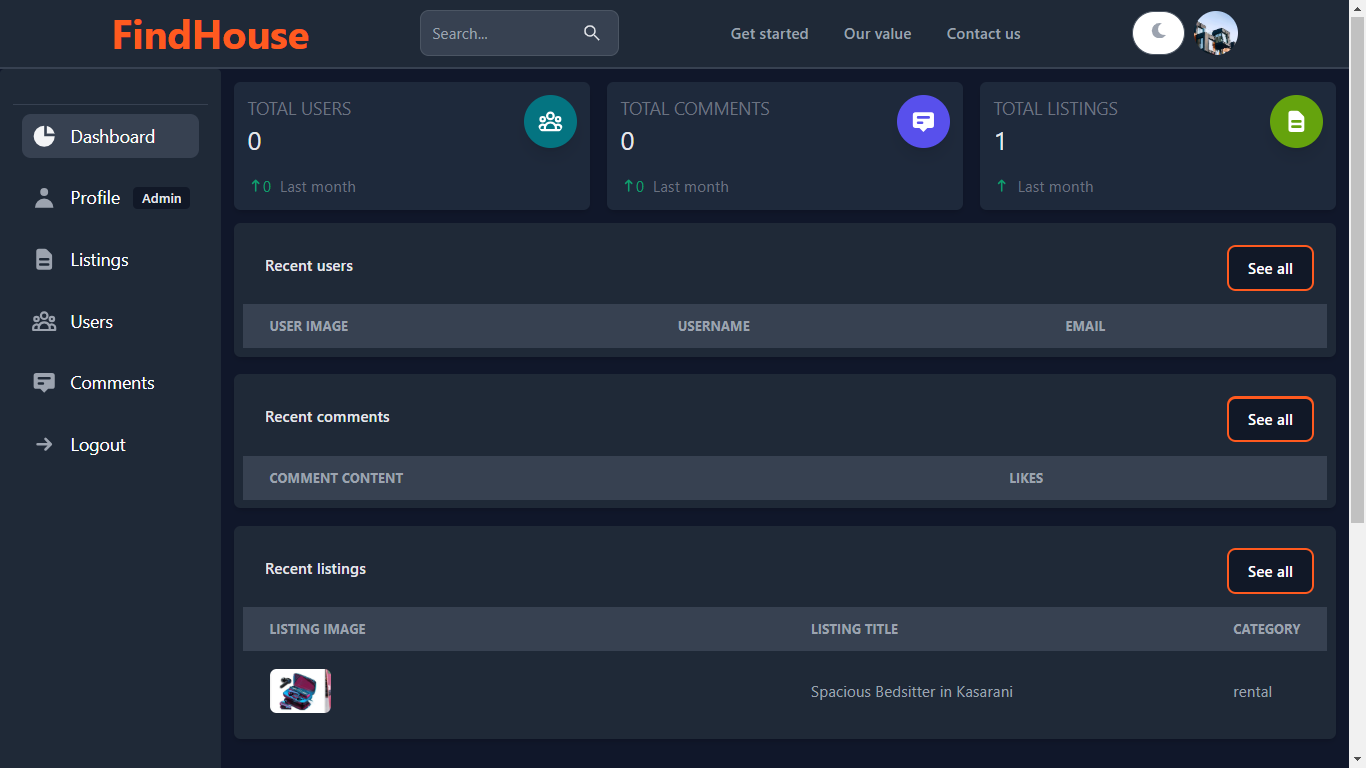 FindHouse
Search...
Get started
Our value
Contact us
Dashboard
Profile Admin
Listings
Users
Comments
Logout
TOTAL USERS
0
↑0 Last month
TOTAL COMMENTS
0
↑0 Last month
TOTAL LISTINGS
1
↑ Last month
Recent users
See all
USER IMAGE USERNAME EMAIL
Recent comments
See all
COMMENT CONTENT LIKES
Recent listings
See all
LISTING IMAGE LISTING TITLE CATEGORY
Spacious Bedsitter in Kasarani rental